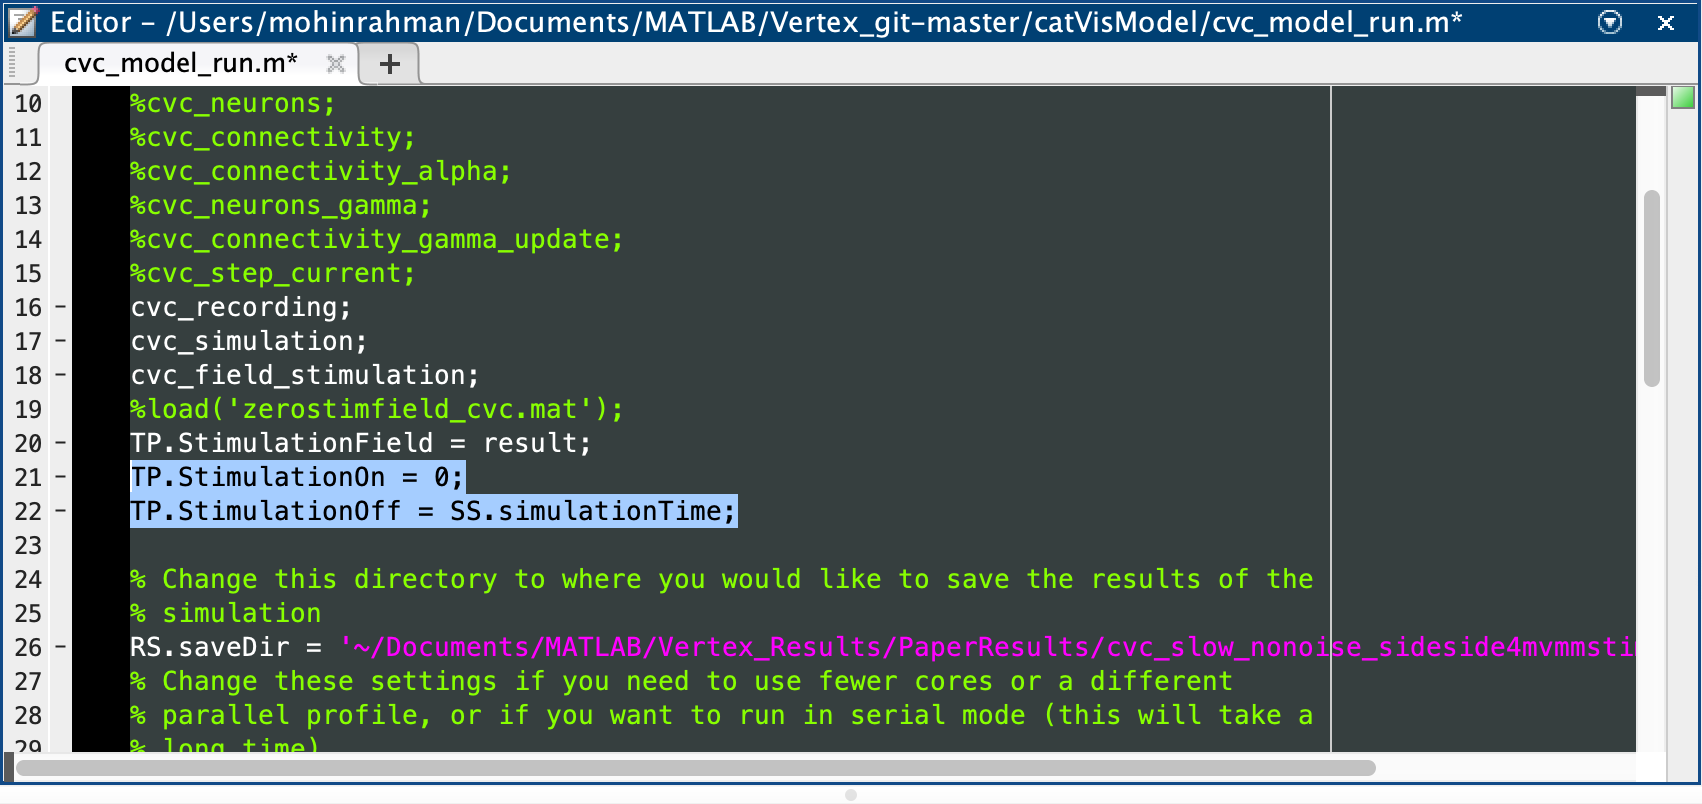 Editor - /Users/mohinrahman/Documents/MATLAB/Vertex_git-master/catVisModel/cvc_model_run.m*
cvc_model_run.m*
10 %cvc_neurons;
11 %cvc_connectivity;
12 %cvc_connectivity_alpha;
13 %cvc_neurons_gamma;
14 %cvc_connectivity_gamma_update;
15 %cvc_step_current;
16 - cvc_recording;
17 - cvc_simulation;
18 - cvc_field_stimulation;
19 %load('zerostimfield_cvc.mat');
20 - TP.StimulationField = result;
21 - TP.StimulationOn = 0;
22 - TP.StimulationOff = SS.simulationTime;
23
24 % Change this directory to where you would like to save the results of the
25 % simulation
26 - RS.saveDir = '~/Documents/MATLAB/Vertex_Results/PaperResults/cvc_slow_nonoise_sideside4mvmmsti
27 % Change these settings if you need to use fewer cores or a different
28 % parallel profile, or if you want to run in serial mode (this will take a
29 % long time)